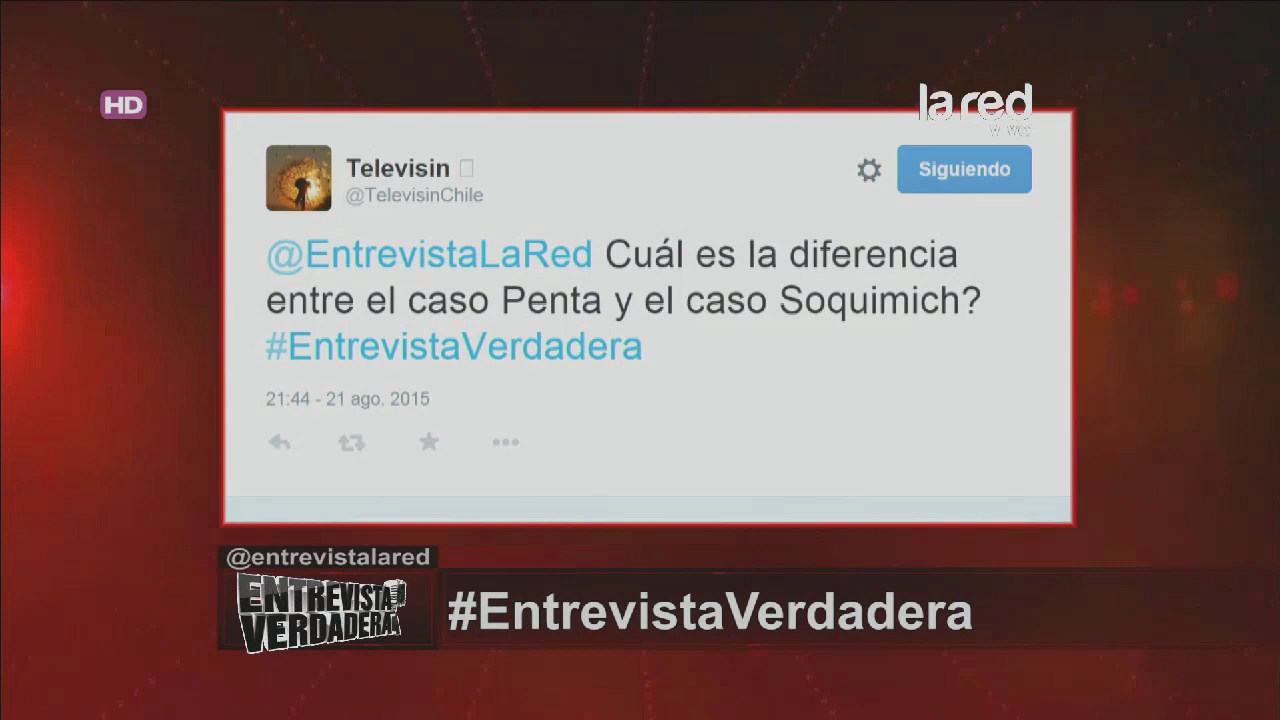 HD
la red
VIVO
Televisin
@TelevisinChile
Siguiendo
@EntrevistaLaRed Cuál es la diferencia
entre el caso Penta y el caso Soquimich?
#EntrevistaVerdadera
21:44 - 21 ago. 2015
@entrevistalared
ENTREVISTA
VERDADERA
#EntrevistaVerdadera